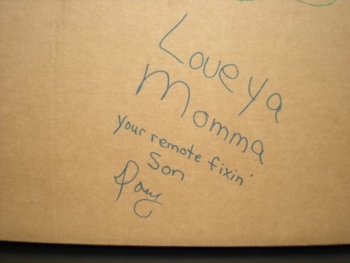 Love ya
Momma
your remote fixin'
Son